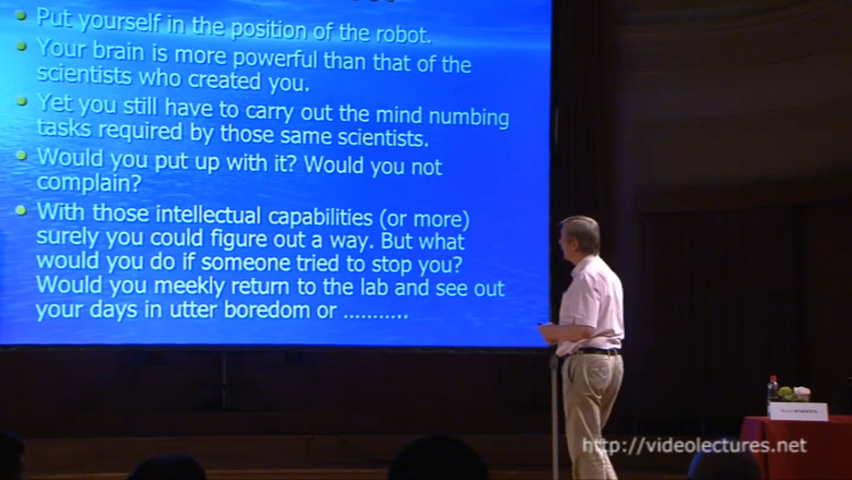 Put yourself in the position of the robot.
Your brain is more powerful than that of the
scientists who created you.
Yet you still have to carry out the mind numbing
tasks required by those same scientists.
Would you put up with it? Would you not
complain?
With those intellectual capabilities (or more)
surely you could figure out a way. But what
would you do if someone tried to stop you?
Would you meekly return to the lab and see out
your days in utter boredom or ...........
http://videolectures.net